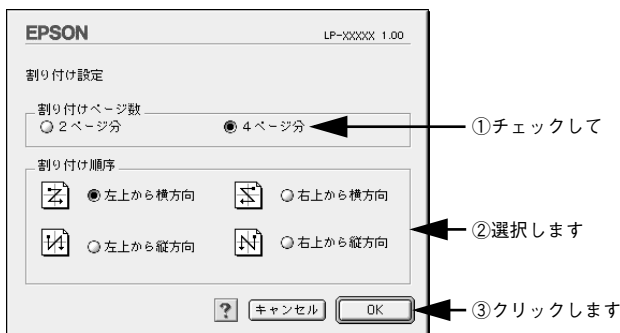 EPSON LP-XXXXX 1.00
割り付け設定
割り付けページ数
2ページ分 4ページ分 ①チェックして
割り付け順序
左上から横方向 右上から横方向
②選択します
左上から縦方向 右上から縦方向
? キャンセル OK ③クリックします